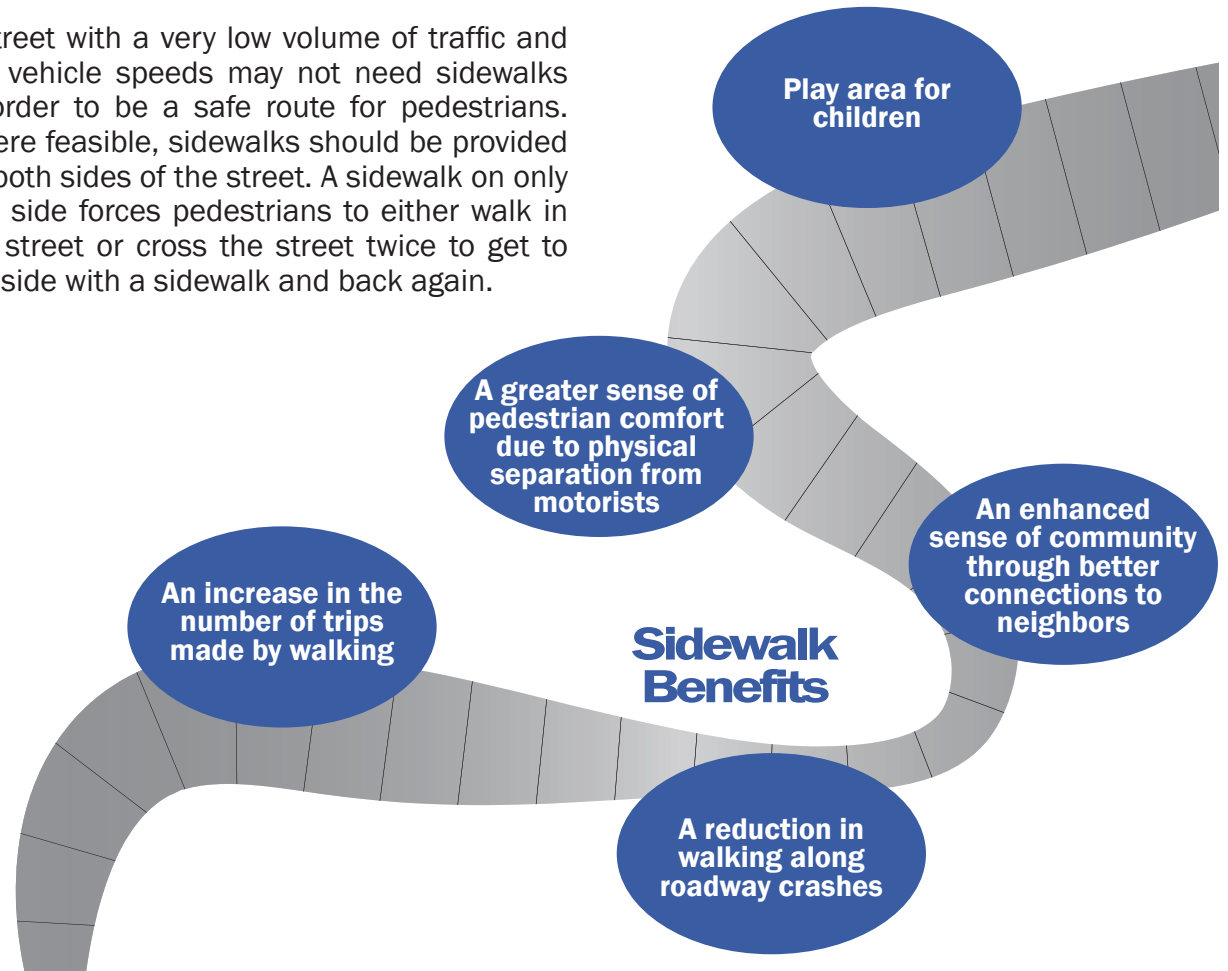 treet with a very low volume of traffic and
vehicle speeds may not need sidewalks
order to be a safe route for pedestrians.
ere feasible, sidewalks should be provided
both sides of the street. A sidewalk on only
side forces pedestrians to either walk in
street or cross the street twice to get to
side with a sidewalk and back again.
Play area for
children
A greater sense of
pedestrian comfort
due to physical
separation from
motorists
An enhanced
sense of community
through better
connections to
neighbors
An increase in the
number of trips
made by walking
Sidewalk
Benefits
A reduction in
walking along
roadway crashes